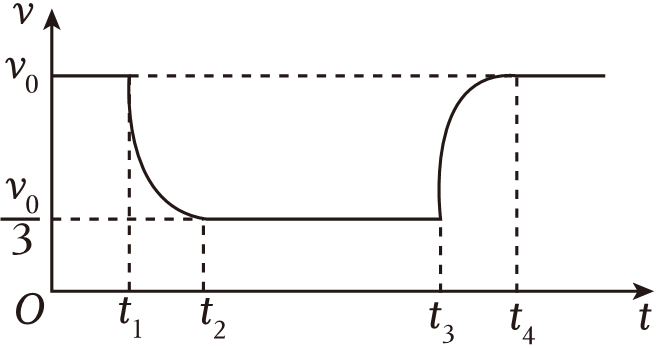 v
v₀
v₀
3
O
t₁
t₂
t₃
t₄
t